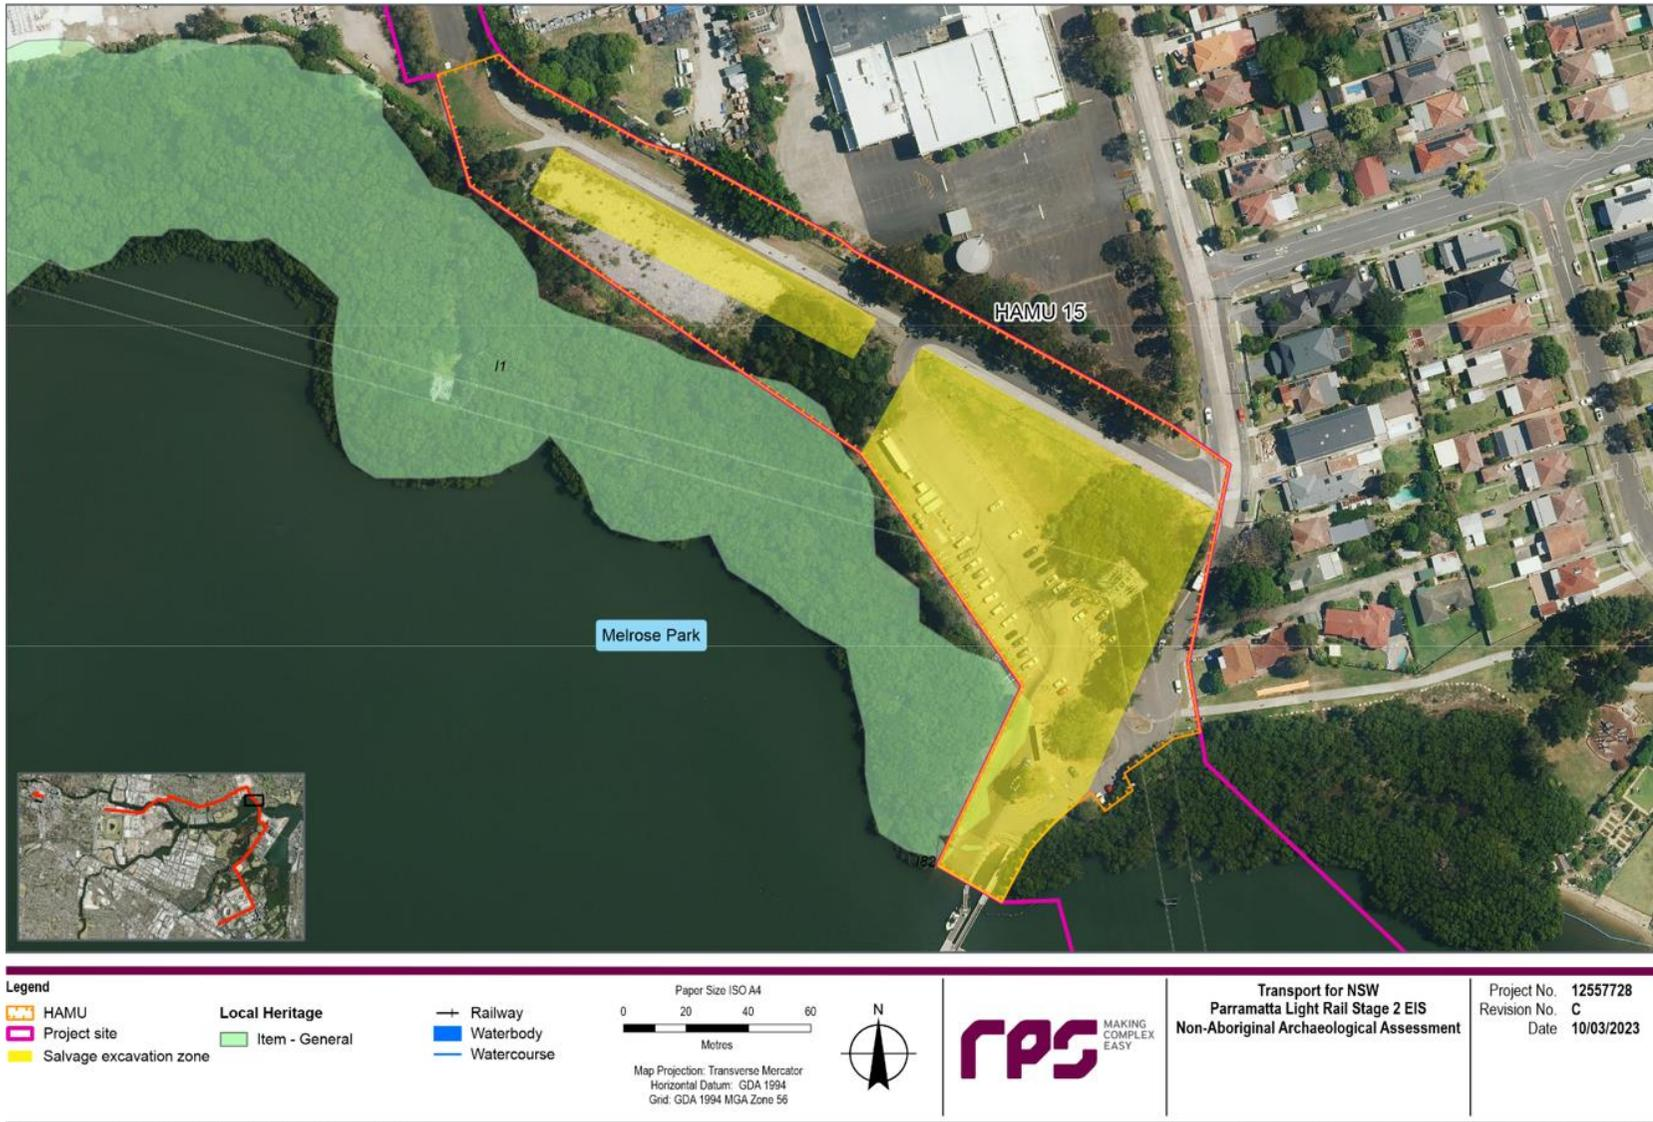 HAMU 15
I1
Melrose Park
I82
Legend
HAMU
Project site
Salvage excavation zone
Local Heritage
Item - General
Railway
Waterbody
Watercourse
Paper Size ISO A4
0 20 40 60
Metres
Map Projection: Transverse Mercator
Horizontal Datum: GDA 1994
Grid: GDA 1994 MGA Zone 56
N
rps
MAKING
COMPLEX
EASY
Transport for NSW
Parramatta Light Rail Stage 2 EIS
Non-Aboriginal Archaeological Assessment
Project No. 12557728
Revision No. C
Date 10/03/2023